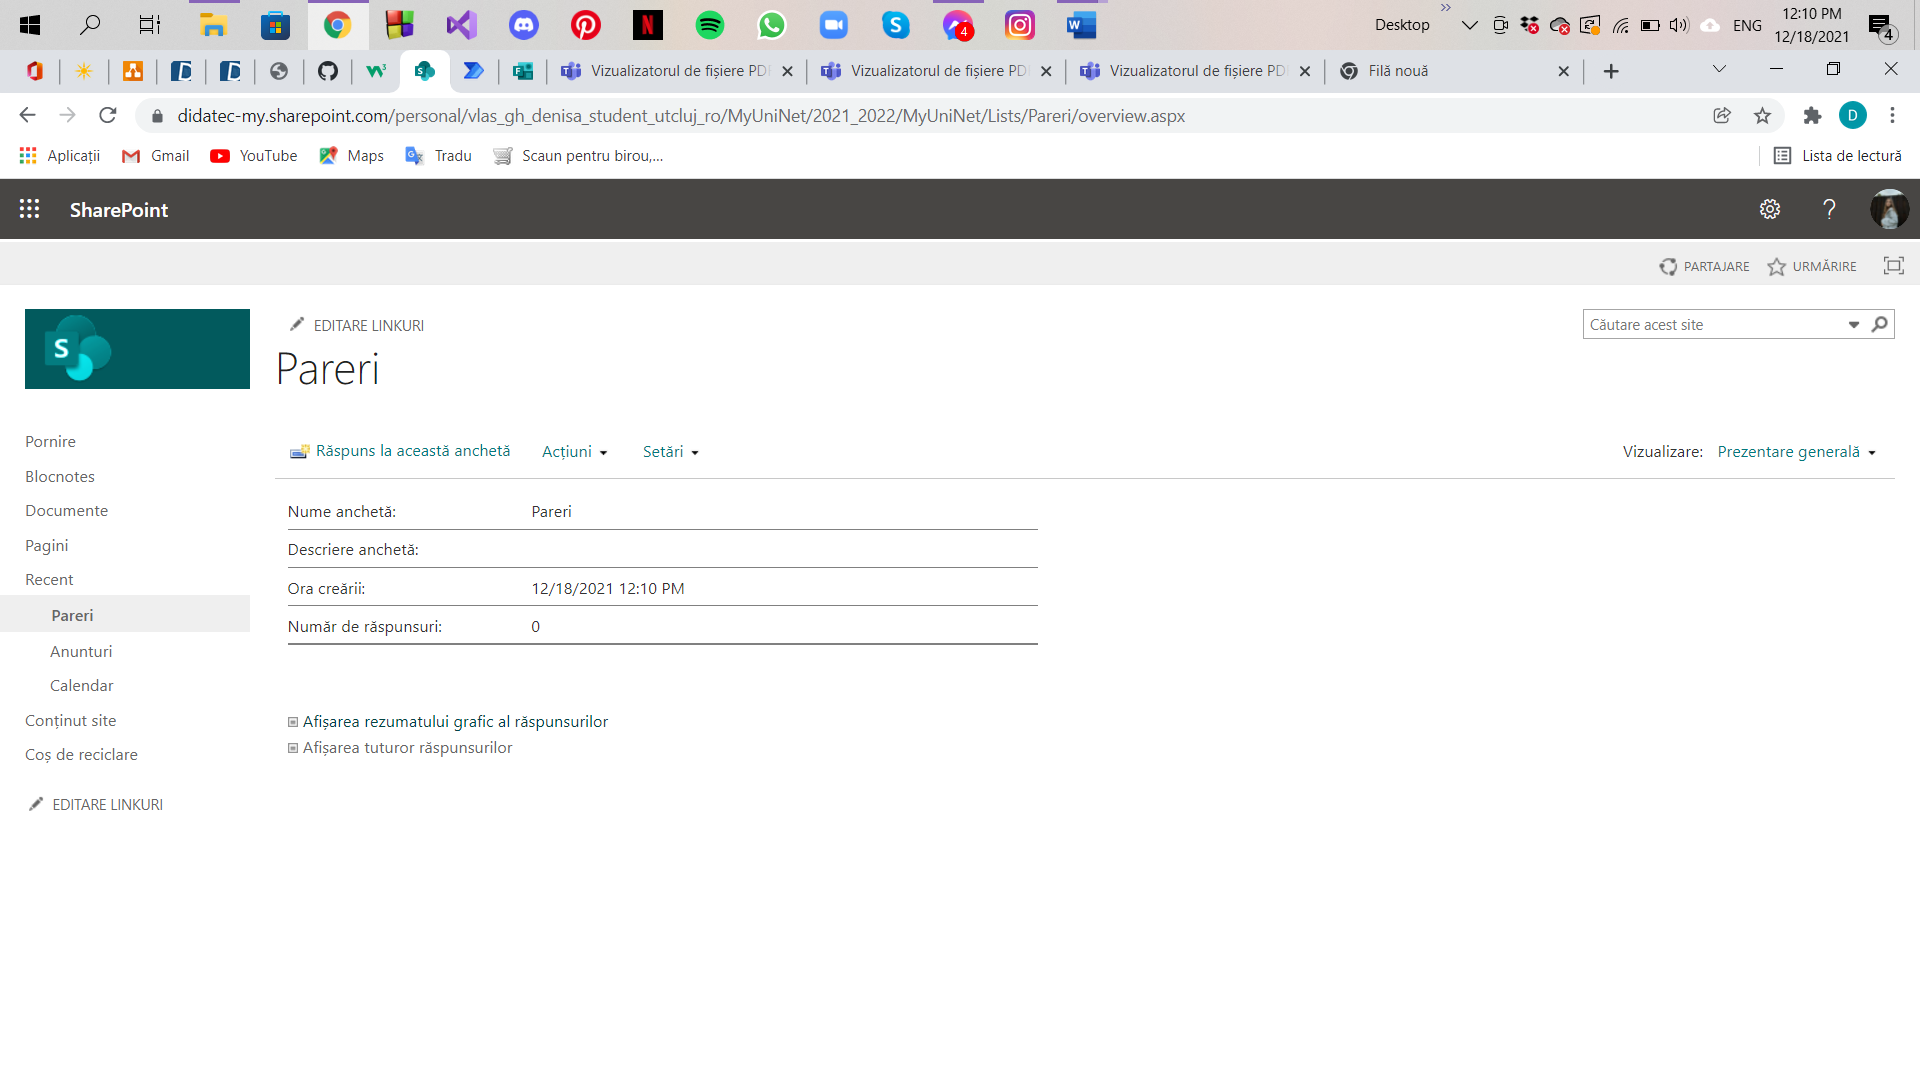 Desktop
ENG
12:10 PM
12/18/2021
4
4
Vizualizatorul de fișiere PD
Vizualizatorul de fișiere PD
Vizualizatorul de fișiere PD
Filă nouă
didatec-my.sharepoint.com/personal/vlas_gh_denisa_student_utcluj_ro/MyUniNet/2021_2022/MyUniNet/Lists/Pareri/overview.aspx
D
Aplicații
Gmail
YouTube
Maps
Tradu
Scaun pentru birou,...
Lista de lectură
SharePoint
PARTAJARE
URMĂRIRE
S
EDITARE LINKURI
Căutare acest site
Pareri
Pornire
Blocnotes
Documente
Pagini
Recent
Pareri
Anunturi
Calendar
Conținut site
Coș de reciclare
EDITARE LINKURI
Răspuns la această anchetă
Acțiuni
Setări
Vizualizare: Prezentare generală
Nume anchetă: Pareri
Descriere anchetă:
Ora creării: 12/18/2021 12:10 PM
Număr de răspunsuri: 0
Afișarea rezumatului grafic al răspunsurilor
Afișarea tuturor răspunsurilor